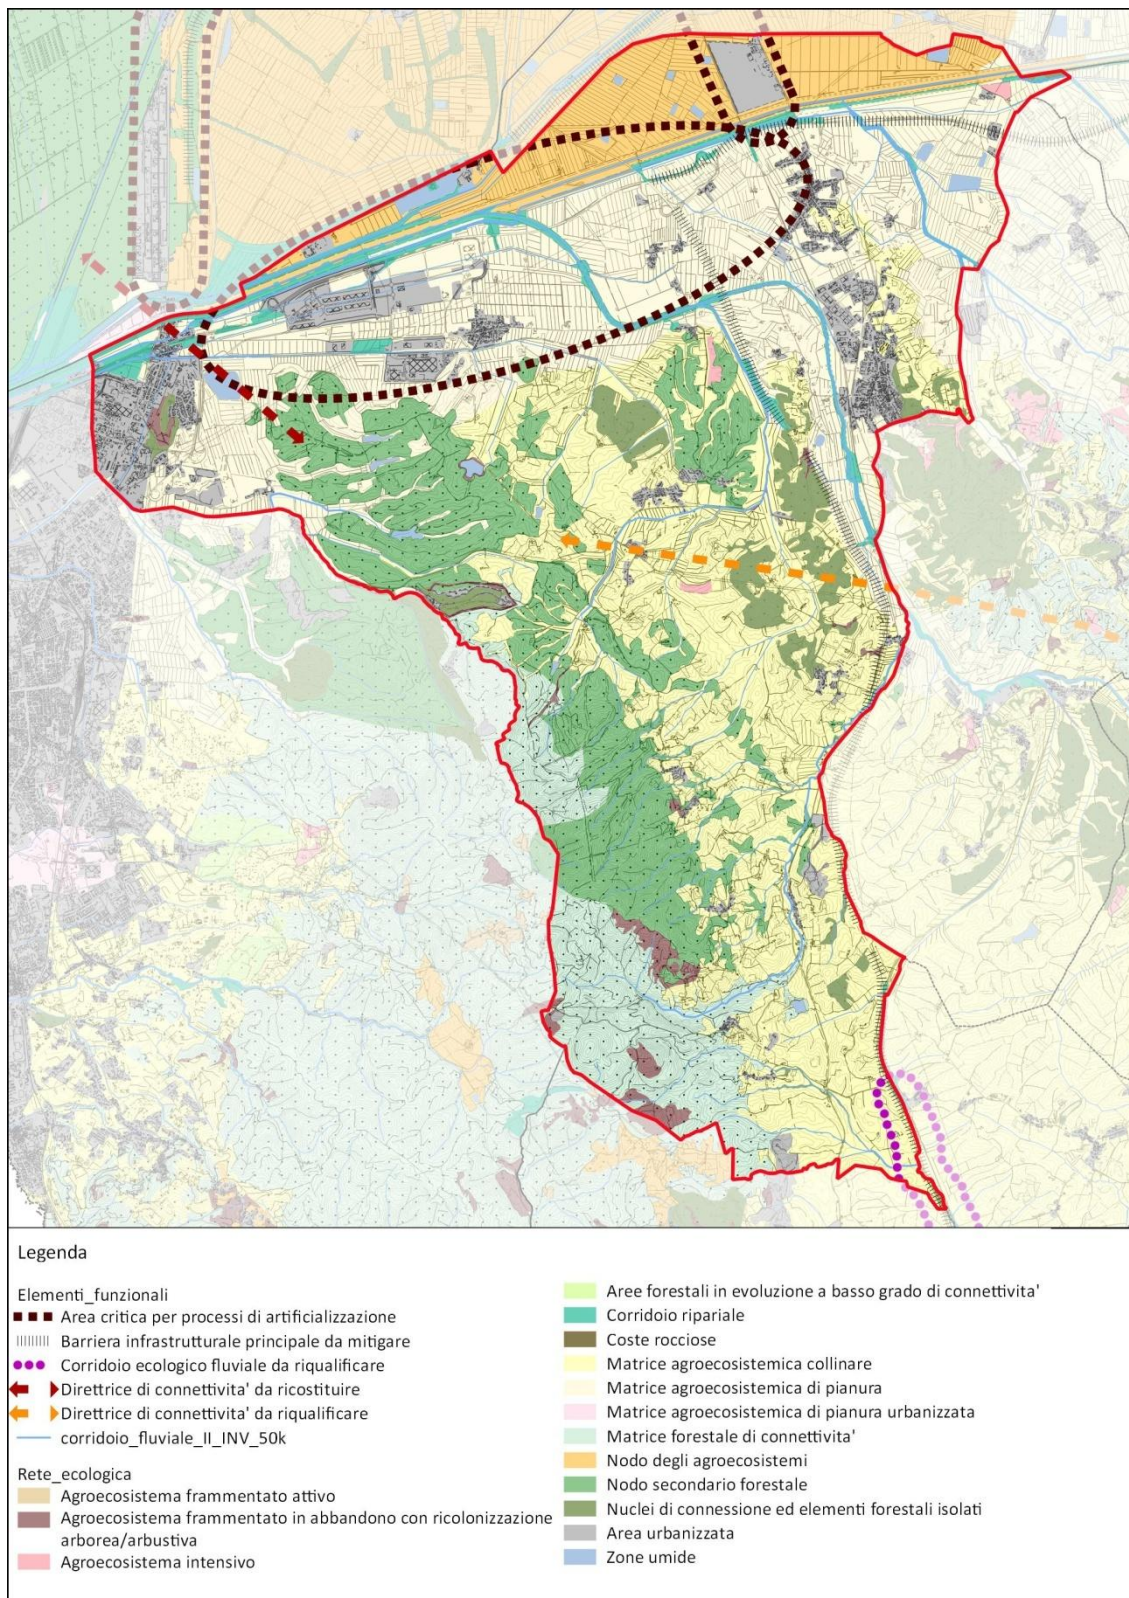 Legenda
Elementi_funzionali
Area critica per processi di artificializzazione
Barriera infrastrutturale principale da mitigare
Corridoio ecologico fluviale da riqualificare
Direttrice di connettivita' da ricostituire
Direttrice di connettivita' da riqualificare
corridoio_fluviale_II_INV_50k
Rete_ecologica
Agroecosistema frammentato attivo
Agroecosistema frammentato in abbandono con ricolonizzazione
arborea/arbustiva
Agroecosistema intensivo
Aree forestali in evoluzione a basso grado di connettivita'
Corridoio ripariale
Coste rocciose
Matrice agroecosistemica collinare
Matrice agroecosistemica di pianura
Matrice agroecosistemica di pianura urbanizzata
Matrice forestale di connettivita'
Nodo degli agroecosistemi
Nodo secondario forestale
Nuclei di connessione ed elementi forestali isolati
Area urbanizzata
Zone umide